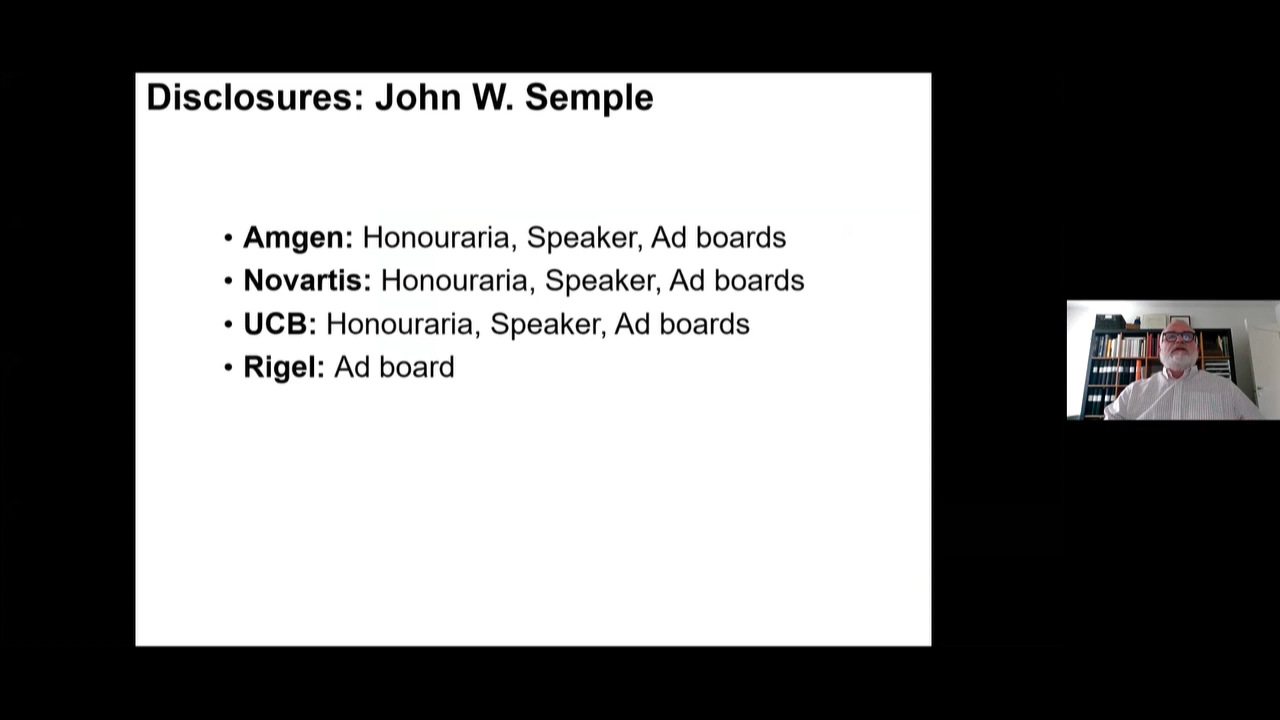 Disclosures: John W. Semple
• Amgen: Honouraria, Speaker, Ad boards
• Novartis: Honouraria, Speaker, Ad boards
• UCB: Honouraria, Speaker, Ad boards
• Rigel: Ad board